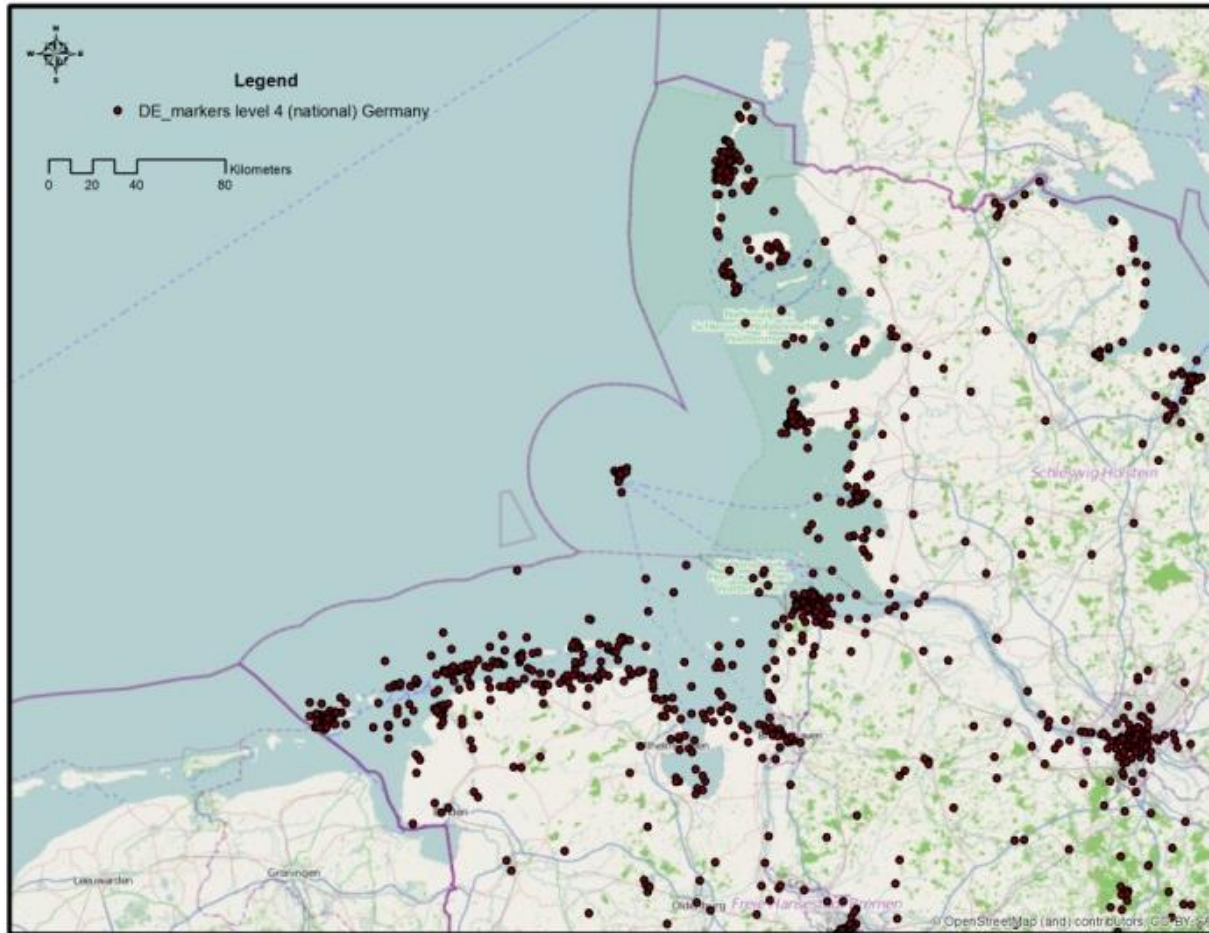 N
W E
S
Legend
DE_markers level 4 (national) Germany
Kilometers
0 20 40 80
Schleswig-Holstein
Leeuwarden
Groningen
Oldenburg
Freie Hansestadt Bremen
© OpenStreetMap (and) contributors, CC-BY-SA